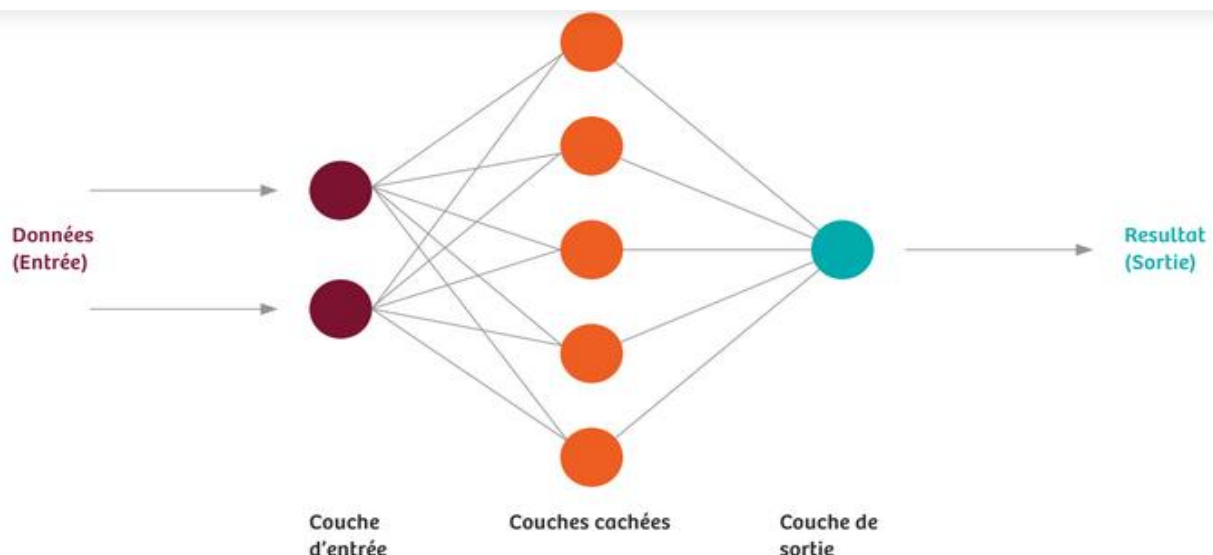 Données
(Entrée)
Resultat
(Sortie)
Couche
d'entrée
Couches cachées
Couche de
sortie